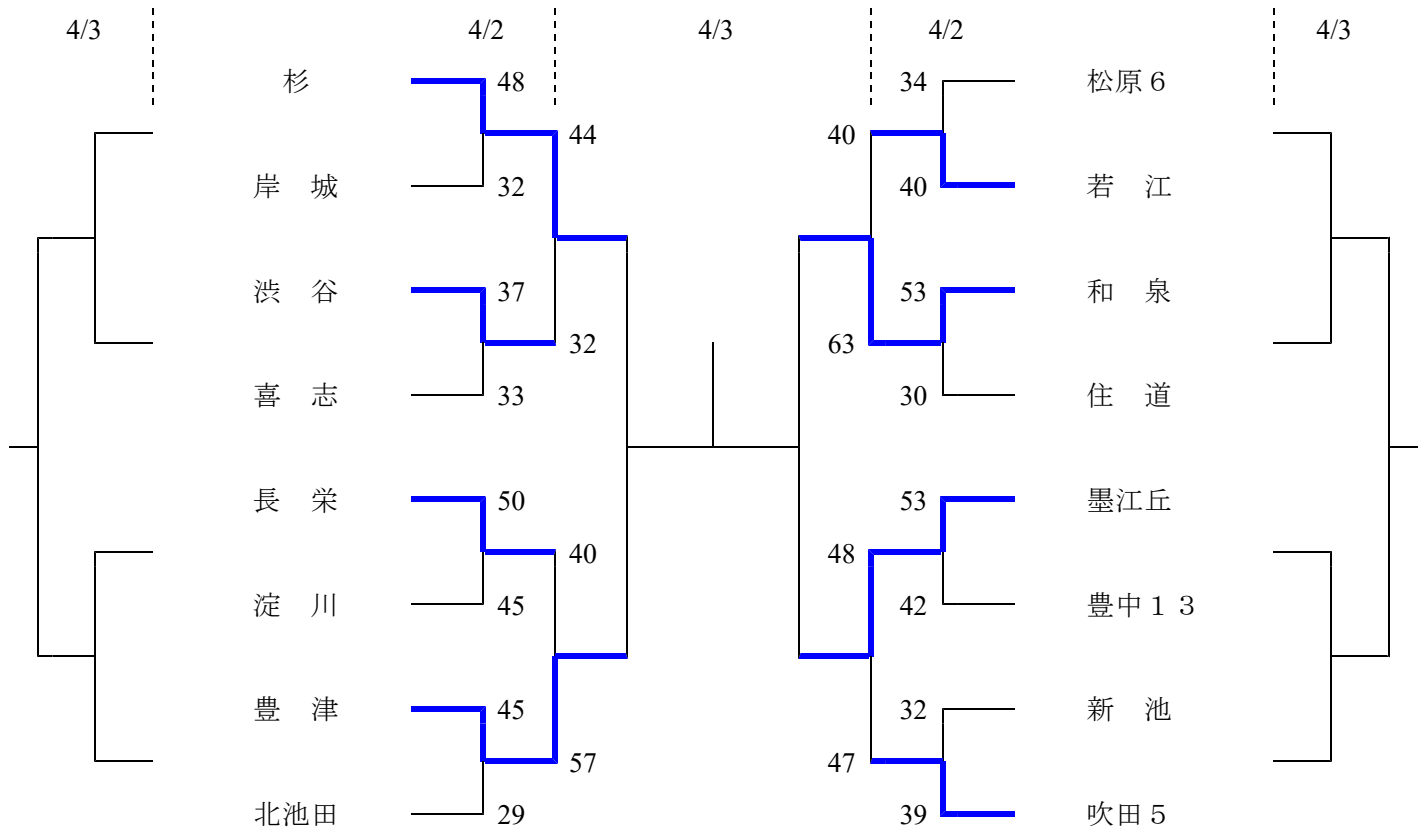 4/3 4/2 4/3 4/2 4/3
杉 48 34 松原６
44 40
岸　城 32 40 若　江
渋　谷 37 53 和　泉
32 63
喜　志 33 30 住　道
長　栄 50 53 墨江丘
40 48
淀　川 45 42 豊中１３
豊　津 45 32 新　池
57 47
北池田 29 39 吹田５